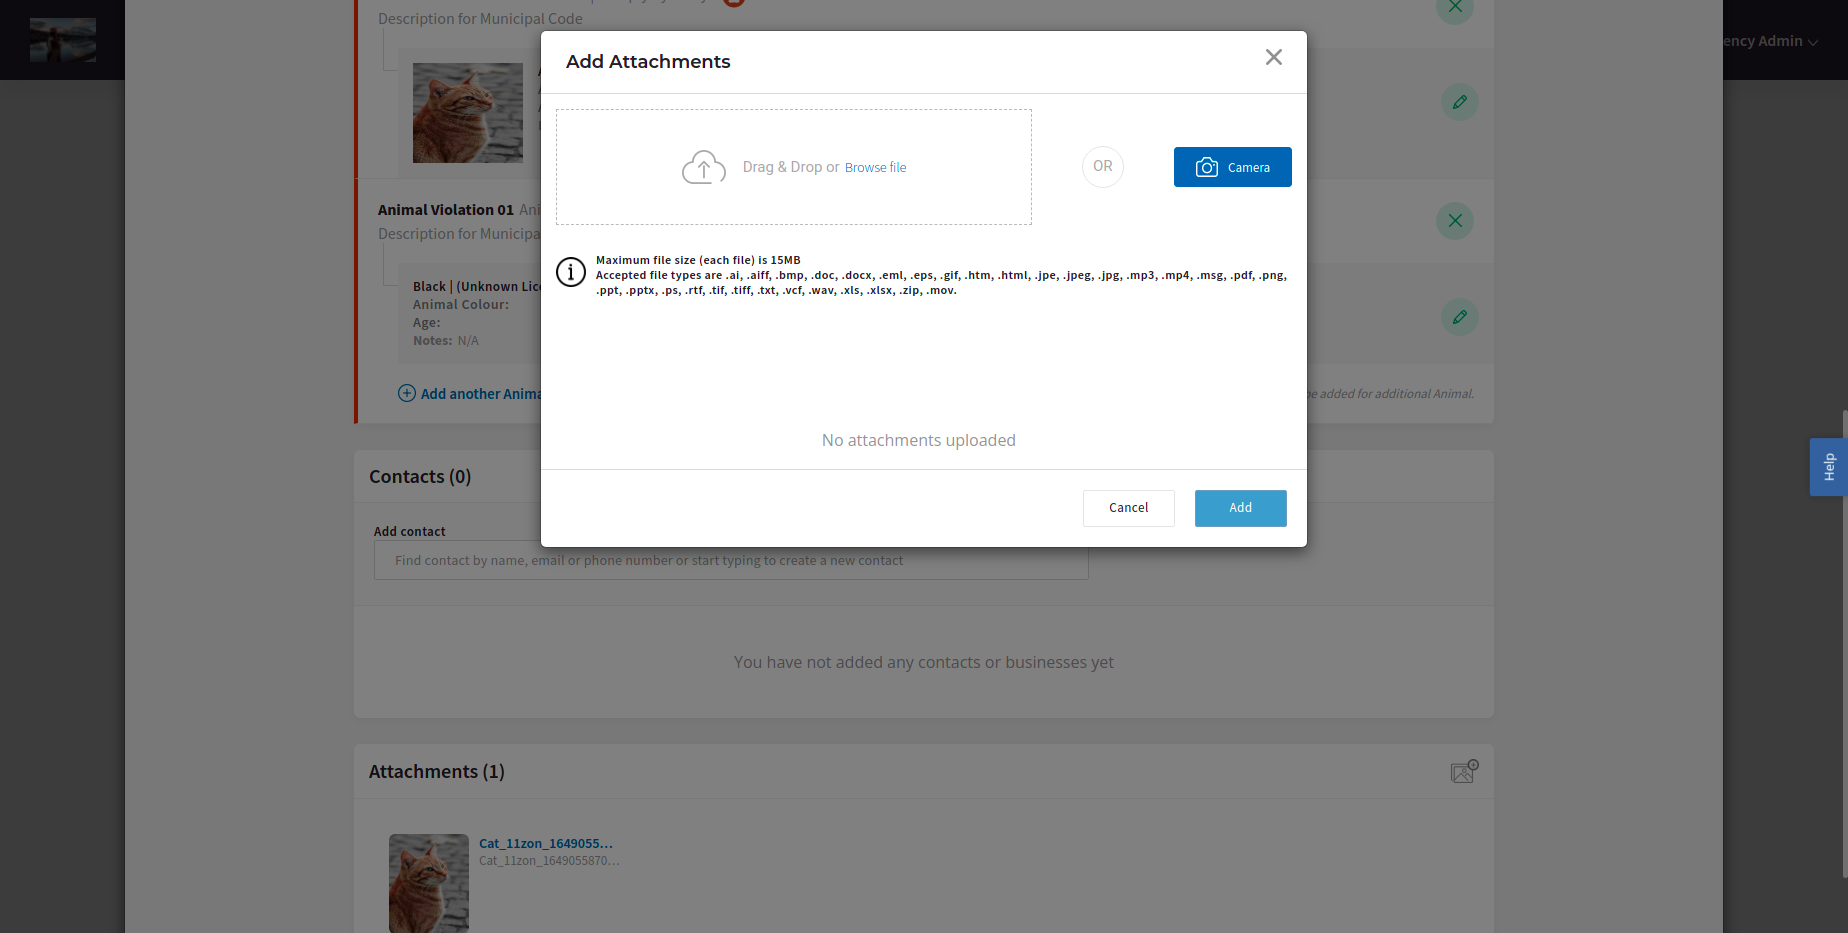 Description for Municipal Code
ency Admin
Add Attachments
Drag & Drop or Browse file
OR
Camera
Maximum file size (each file) is 15MB
Accepted file types are .ai, .aiff, .bmp, .doc, .docx, .eml, .eps, .gif, .htm, .html, .jpe, .jpeg, .jpg, .mp3, .mp4, .msg, .pdf, .png,
.ppt, .pptx, .ps, .rtf, .tif, .tiff, .txt, .vcf, .wav, .xls, .xlsx, .zip, .mov.
No attachments uploaded
Cancel
Add
Animal Violation 01 Ani
Description for Municipa
Black | (Unknown Lice
Animal Colour:
Age:
Notes: N/A
Add another Anima
be added for additional Animal.
Help
Contacts (0)
Add contact
Find contact by name, email or phone number or start typing to create a new contact
You have not added any contacts or businesses yet
Attachments (1)
Cat_11zon_1649055...
Cat_11zon_1649055870...